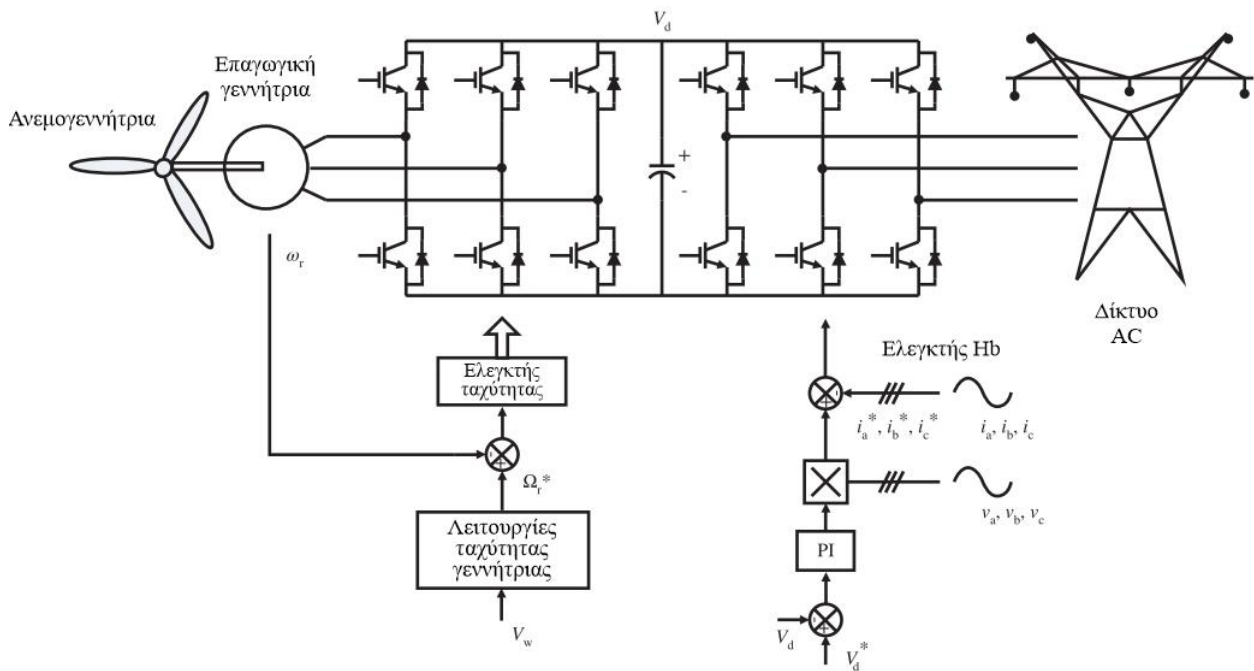 V_d
Επαγωγική
γεννήτρια
Ανεμογεννήτρια
+
-
ω_r
Δίκτυο
AC
Ελεγκτής
ταχύτητας
Ελεγκτής Hb
i_a*, i_b*, i_c*
i_a, i_b, i_c
Ω_r*
v_a, v_b, v_c
Λειτουργίες
ταχύτητας
γεννήτριας
PI
V_w
V_d
V_d*